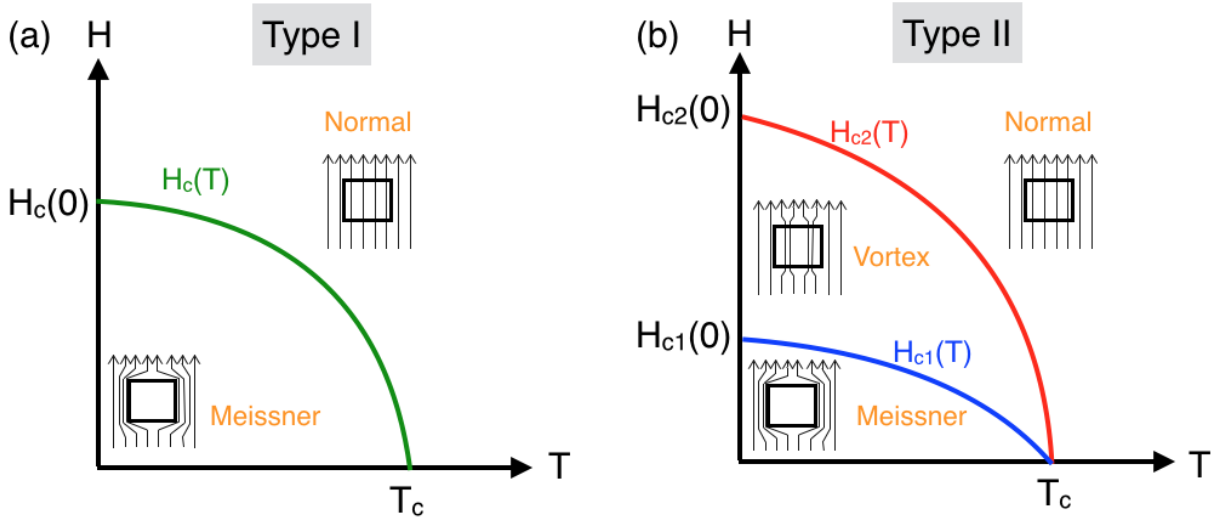 (a)
H
Type I
Normal
Hc(T)
Hc(0)
Meissner
T
Tc
(b)
H
Type II
Hc2(0)
Hc2(T)
Normal
Vortex
Hc1(0)
Hc1(T)
Meissner
T
Tc